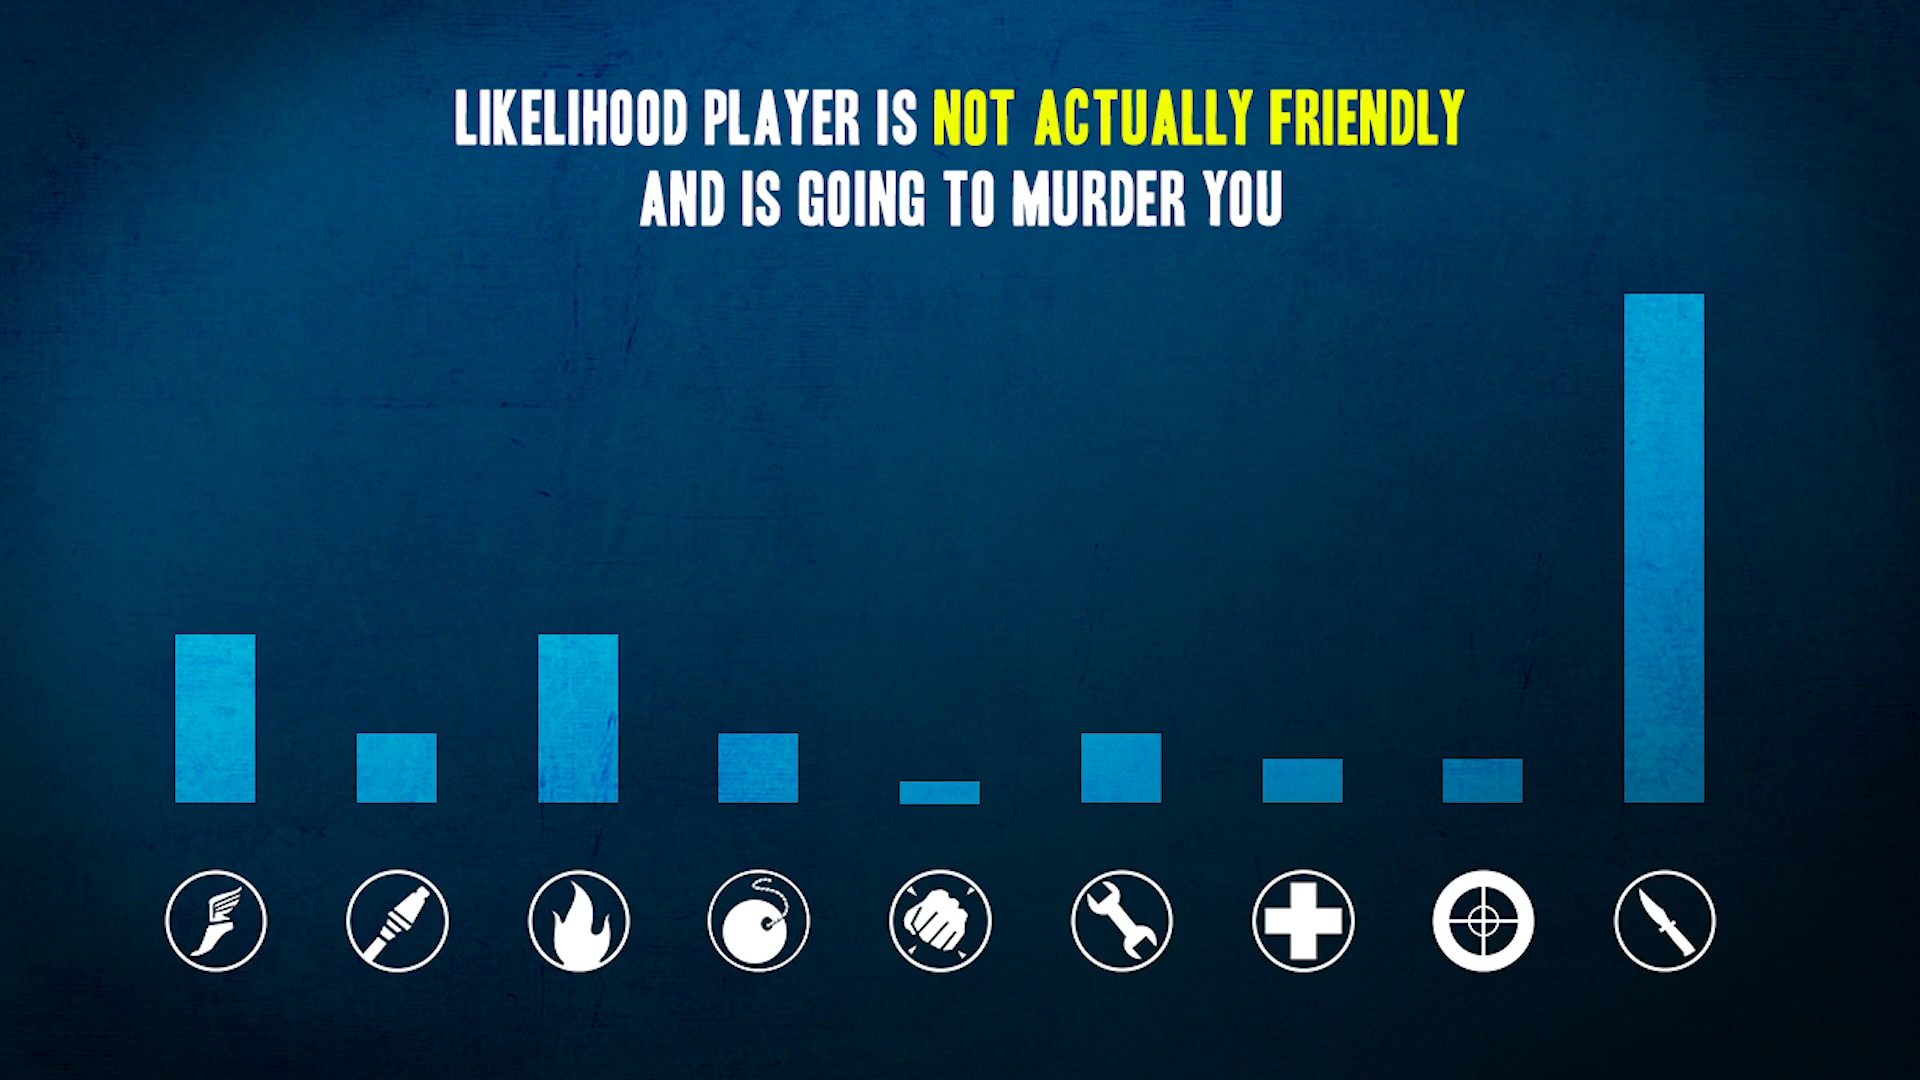 LIKELIHOOD PLAYER IS NOT ACTUALLY FRIENDLY
AND IS GOING TO MURDER YOU